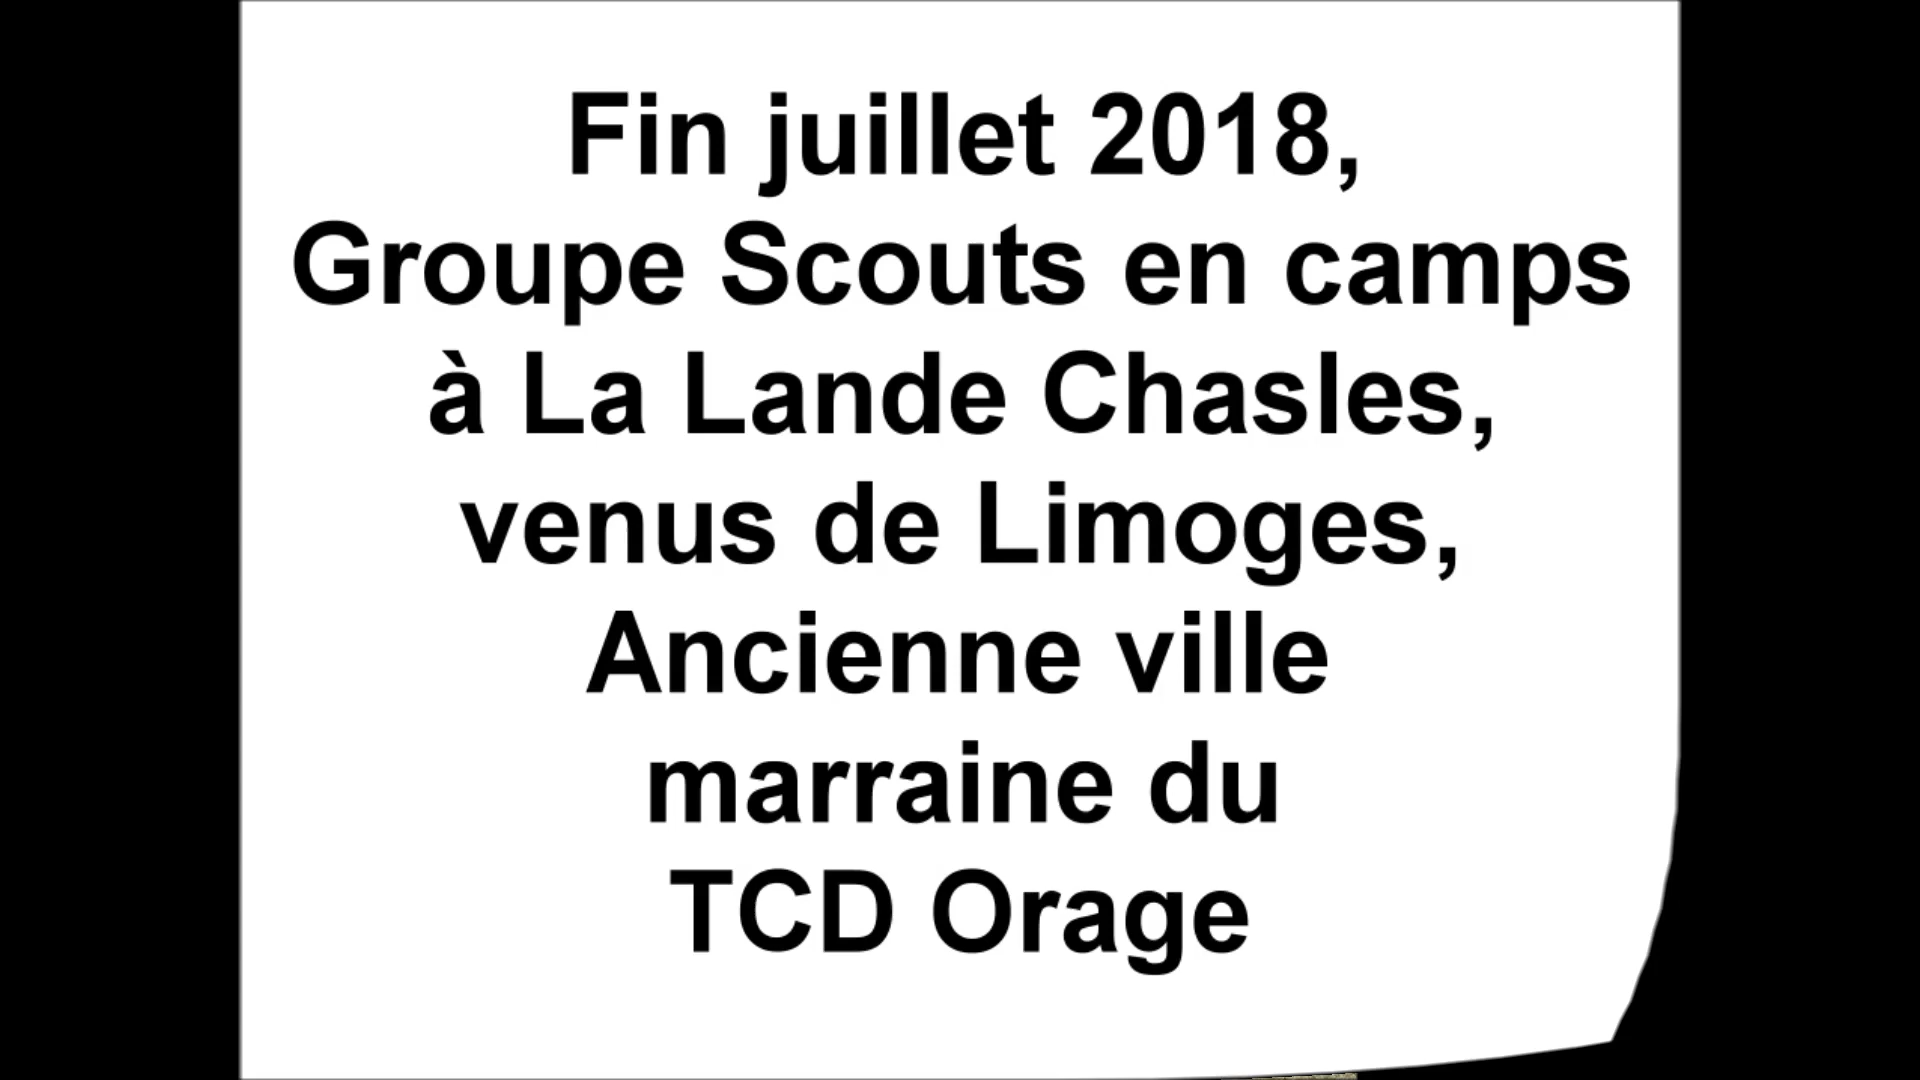 Fin juillet 2018,
Groupe Scouts en camps
à La Lande Chasles,
venus de Limoges,
Ancienne ville
marraine du
TCD Orage